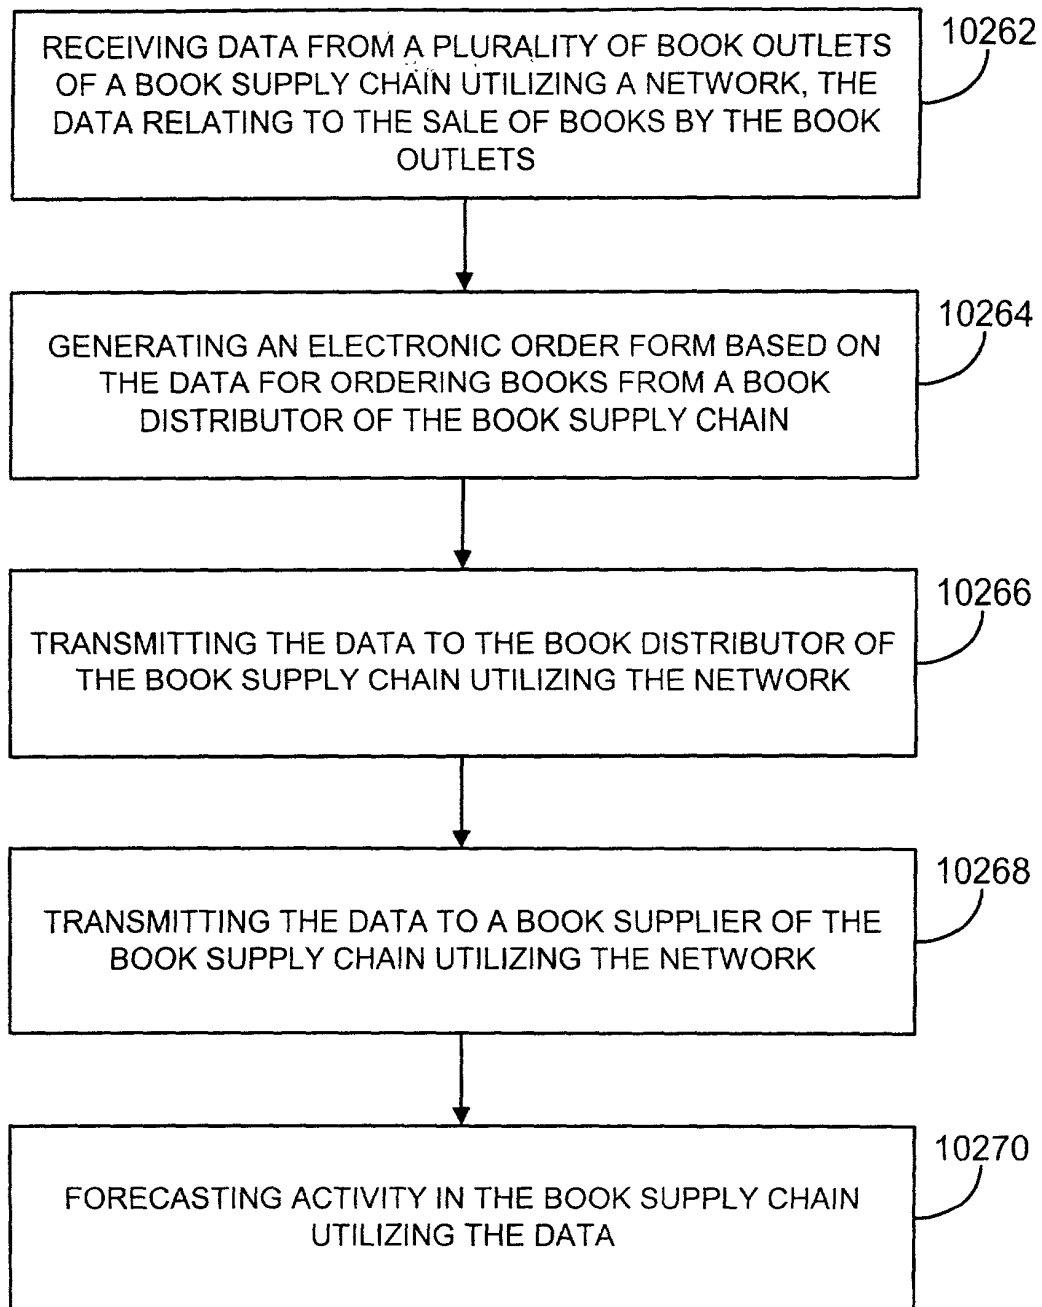 RECEIVING DATA FROM A PLURALITY OF BOOK OUTLETS
OF A BOOK SUPPLY CHAIN UTILIZING A NETWORK, THE
DATA RELATING TO THE SALE OF BOOKS BY THE BOOK
OUTLETS
10262
GENERATING AN ELECTRONIC ORDER FORM BASED ON
THE DATA FOR ORDERING BOOKS FROM A BOOK
DISTRIBUTOR OF THE BOOK SUPPLY CHAIN
10264
TRANSMITTING THE DATA TO THE BOOK DISTRIBUTOR OF
THE BOOK SUPPLY CHAIN UTILIZING THE NETWORK
10266
TRANSMITTING THE DATA TO A BOOK SUPPLIER OF THE
BOOK SUPPLY CHAIN UTILIZING THE NETWORK
10268
FORECASTING ACTIVITY IN THE BOOK SUPPLY CHAIN
UTILIZING THE DATA
10270